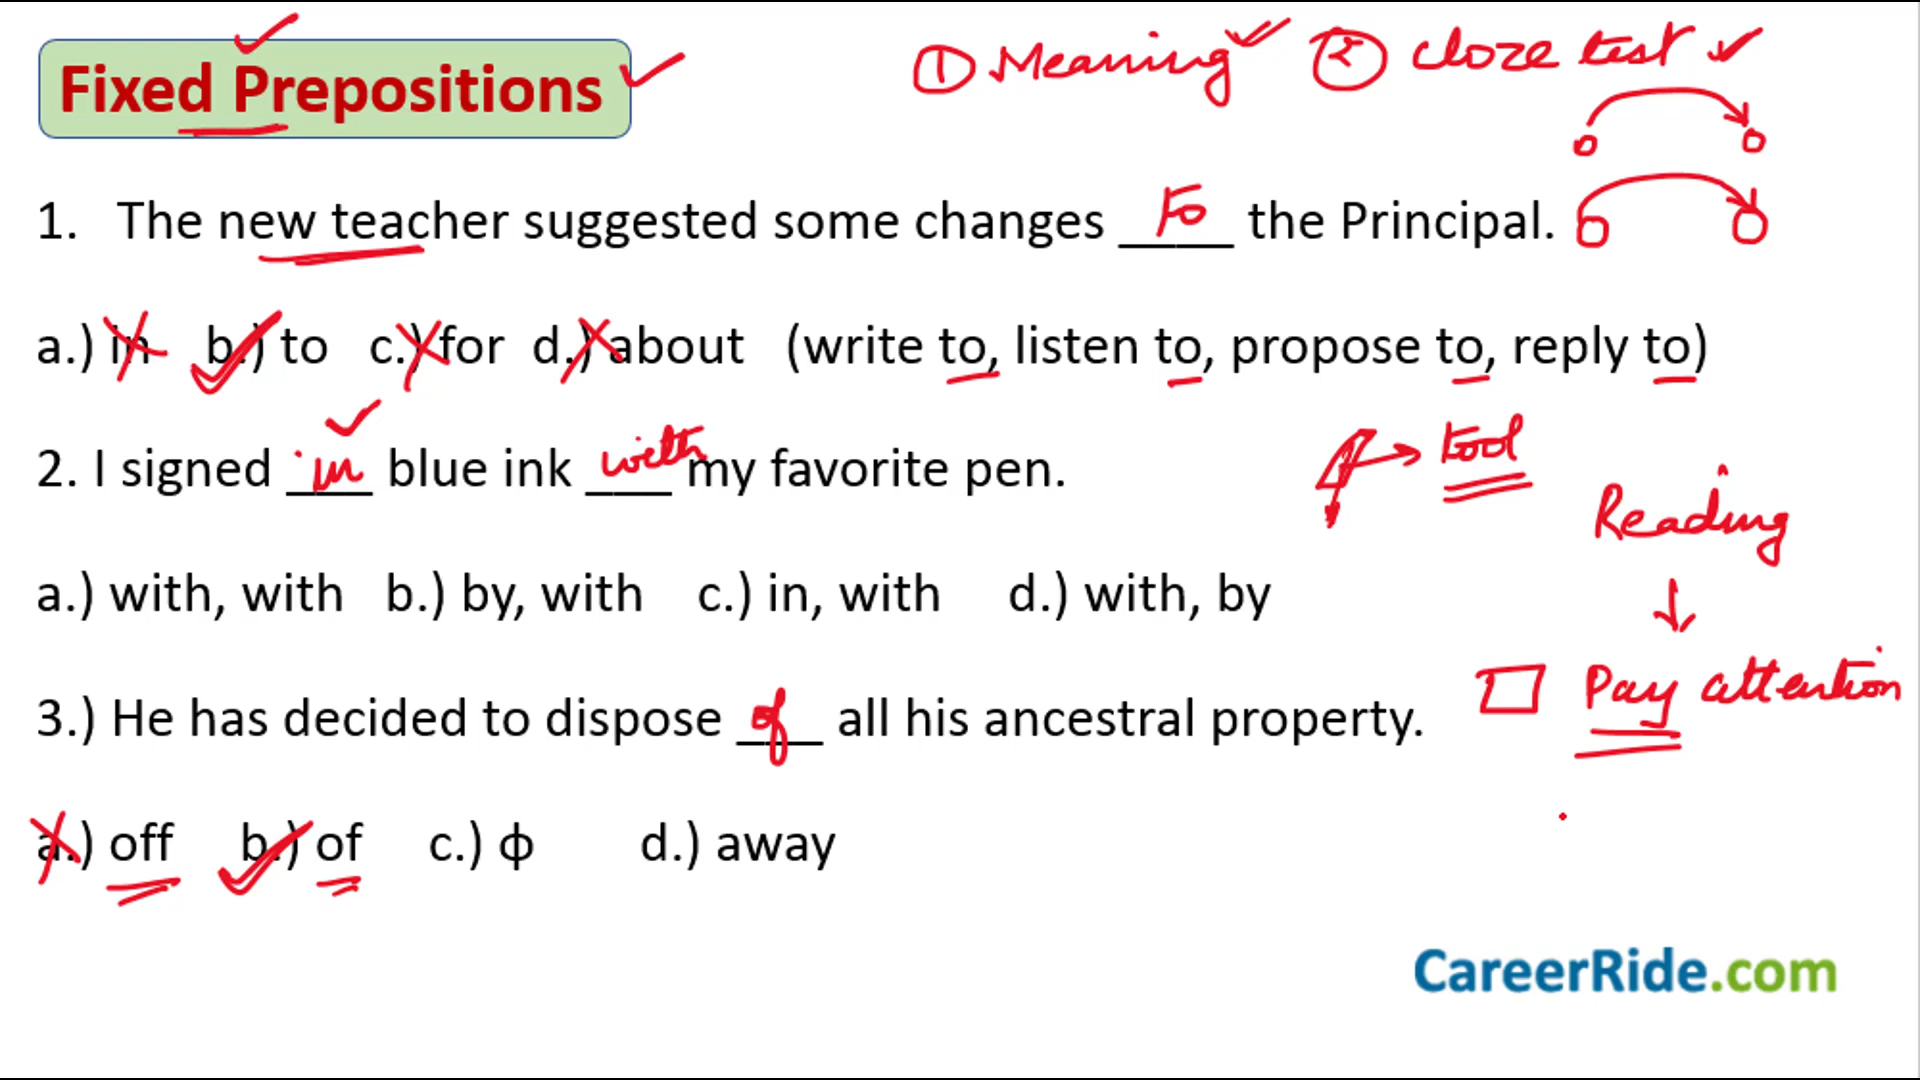 Fixed Prepositions
① Meaning ② cloze test
1. The new teacher suggested some changes to the Principal.
a.) in b.) to c.) for d.) about (write to, listen to, propose to, reply to)
2. I signed in blue ink with my favorite pen.
tool
Reading
a.) with, with b.) by, with c.) in, with d.) with, by
3.) He has decided to dispose of all his ancestral property.
Pay attention
a.) off b.) of c.) ф d.) away
CareerRide.com